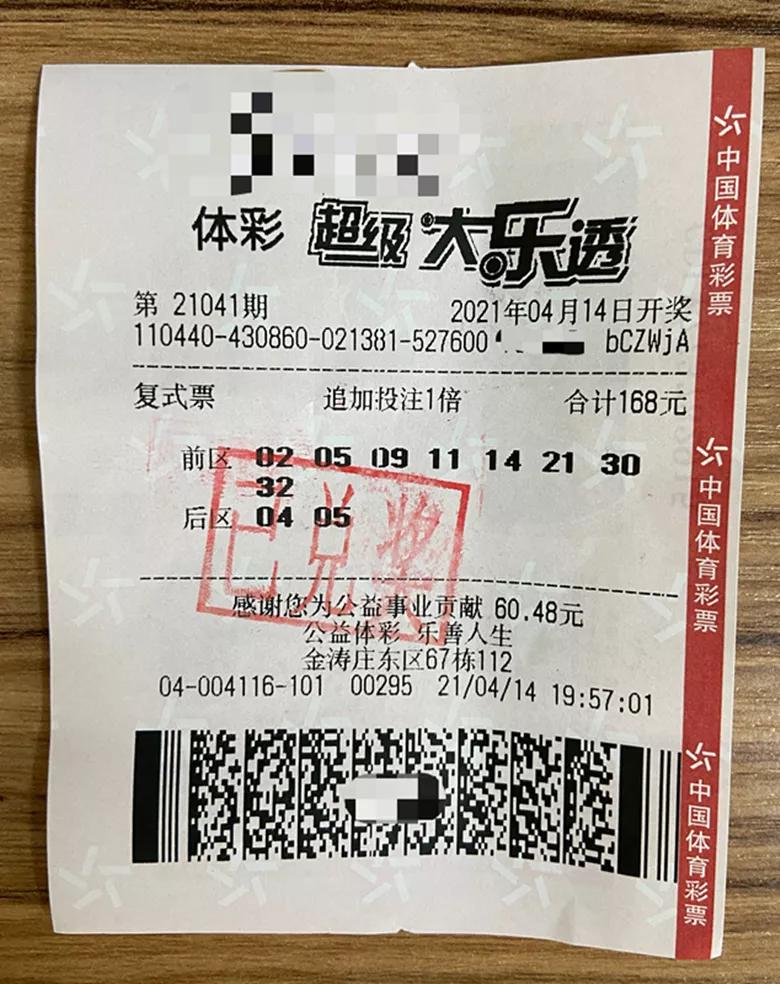 体彩 超级大乐透
第 21041期 2021年04月14日开奖
110440-430860-021381-527600 bCZWjA
复式票 追加投注1倍 合计168元
前区 02 05 09 11 14 21 30
32
后区 04 05
已兑奖
感谢您为公益事业贡献 60.48元
公益体彩 乐善人生
金涛庄东区67栋112
04-004116-101 00295 21/04/14 19:57:01
中国体育彩票
中国体育彩票
中国体育彩票